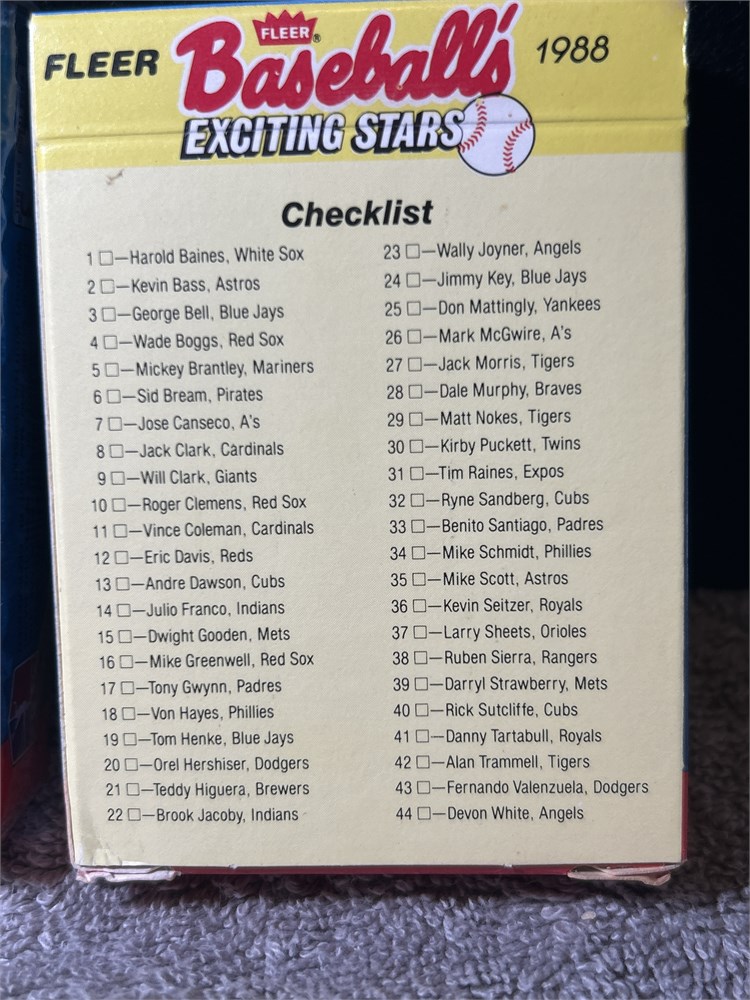 FLEER
FLEER®
Baseball's
1988
EXCITING STARS
Checklist
1 □—Harold Baines, White Sox
2 □—Kevin Bass, Astros
3 □—George Bell, Blue Jays
4 □—Wade Boggs, Red Sox
5 □—Mickey Brantley, Mariners
6 □—Sid Bream, Pirates
7 □—Jose Canseco, A's
8 □—Jack Clark, Cardinals
9 □—Will Clark, Giants
10 □—Roger Clemens, Red Sox
11 □—Vince Coleman, Cardinals
12 □—Eric Davis, Reds
13 □—Andre Dawson, Cubs
14 □—Julio Franco, Indians
15 □—Dwight Gooden, Mets
16 □—Mike Greenwell, Red Sox
17 □—Tony Gwynn, Padres
18 □—Von Hayes, Phillies
19 □—Tom Henke, Blue Jays
20 □—Orel Hershiser, Dodgers
21 □—Teddy Higuera, Brewers
22 □—Brook Jacoby, Indians
23 □—Wally Joyner, Angels
24 □—Jimmy Key, Blue Jays
25 □—Don Mattingly, Yankees
26 □—Mark McGwire, A's
27 □—Jack Morris, Tigers
28 □—Dale Murphy, Braves
29 □—Matt Nokes, Tigers
30 □—Kirby Puckett, Twins
31 □—Tim Raines, Expos
32 □—Ryne Sandberg, Cubs
33 □—Benito Santiago, Padres
34 □—Mike Schmidt, Phillies
35 □—Mike Scott, Astros
36 □—Kevin Seitzer, Royals
37 □—Larry Sheets, Orioles
38 □—Ruben Sierra, Rangers
39 □—Darryl Strawberry, Mets
40 □—Rick Sutcliffe, Cubs
41 □—Danny Tartabull, Royals
42 □—Alan Trammell, Tigers
43 □—Fernando Valenzuela, Dodgers
44 □—Devon White, Angels